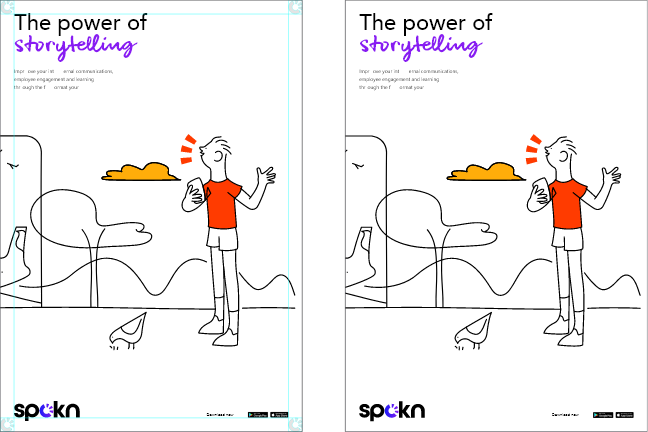 The power of
storytelling
Impr ove your int ernal communications,
employee engagement and learning
thr ough the f ormat your
spokn
Download now
The power of
storytelling
Impr ove your int ernal communications,
employee engagement and learning
thr ough the f ormat your
spokn
Download now